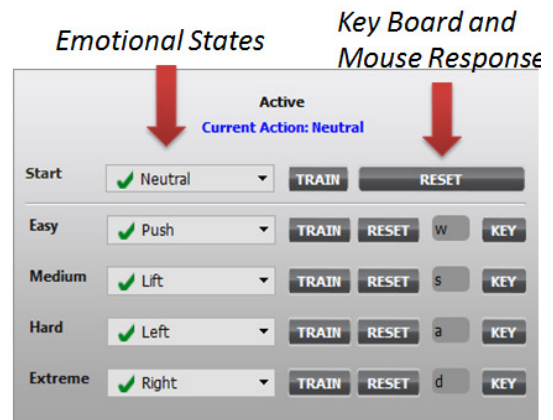 Emotional States
Key Board and
Mouse Response
Active
Current Action: Neutral
Start Neutral TRAIN RESET
Easy Push TRAIN RESET w KEY
Medium Lift TRAIN RESET s KEY
Hard Left TRAIN RESET a KEY
Extreme Right TRAIN RESET d KEY